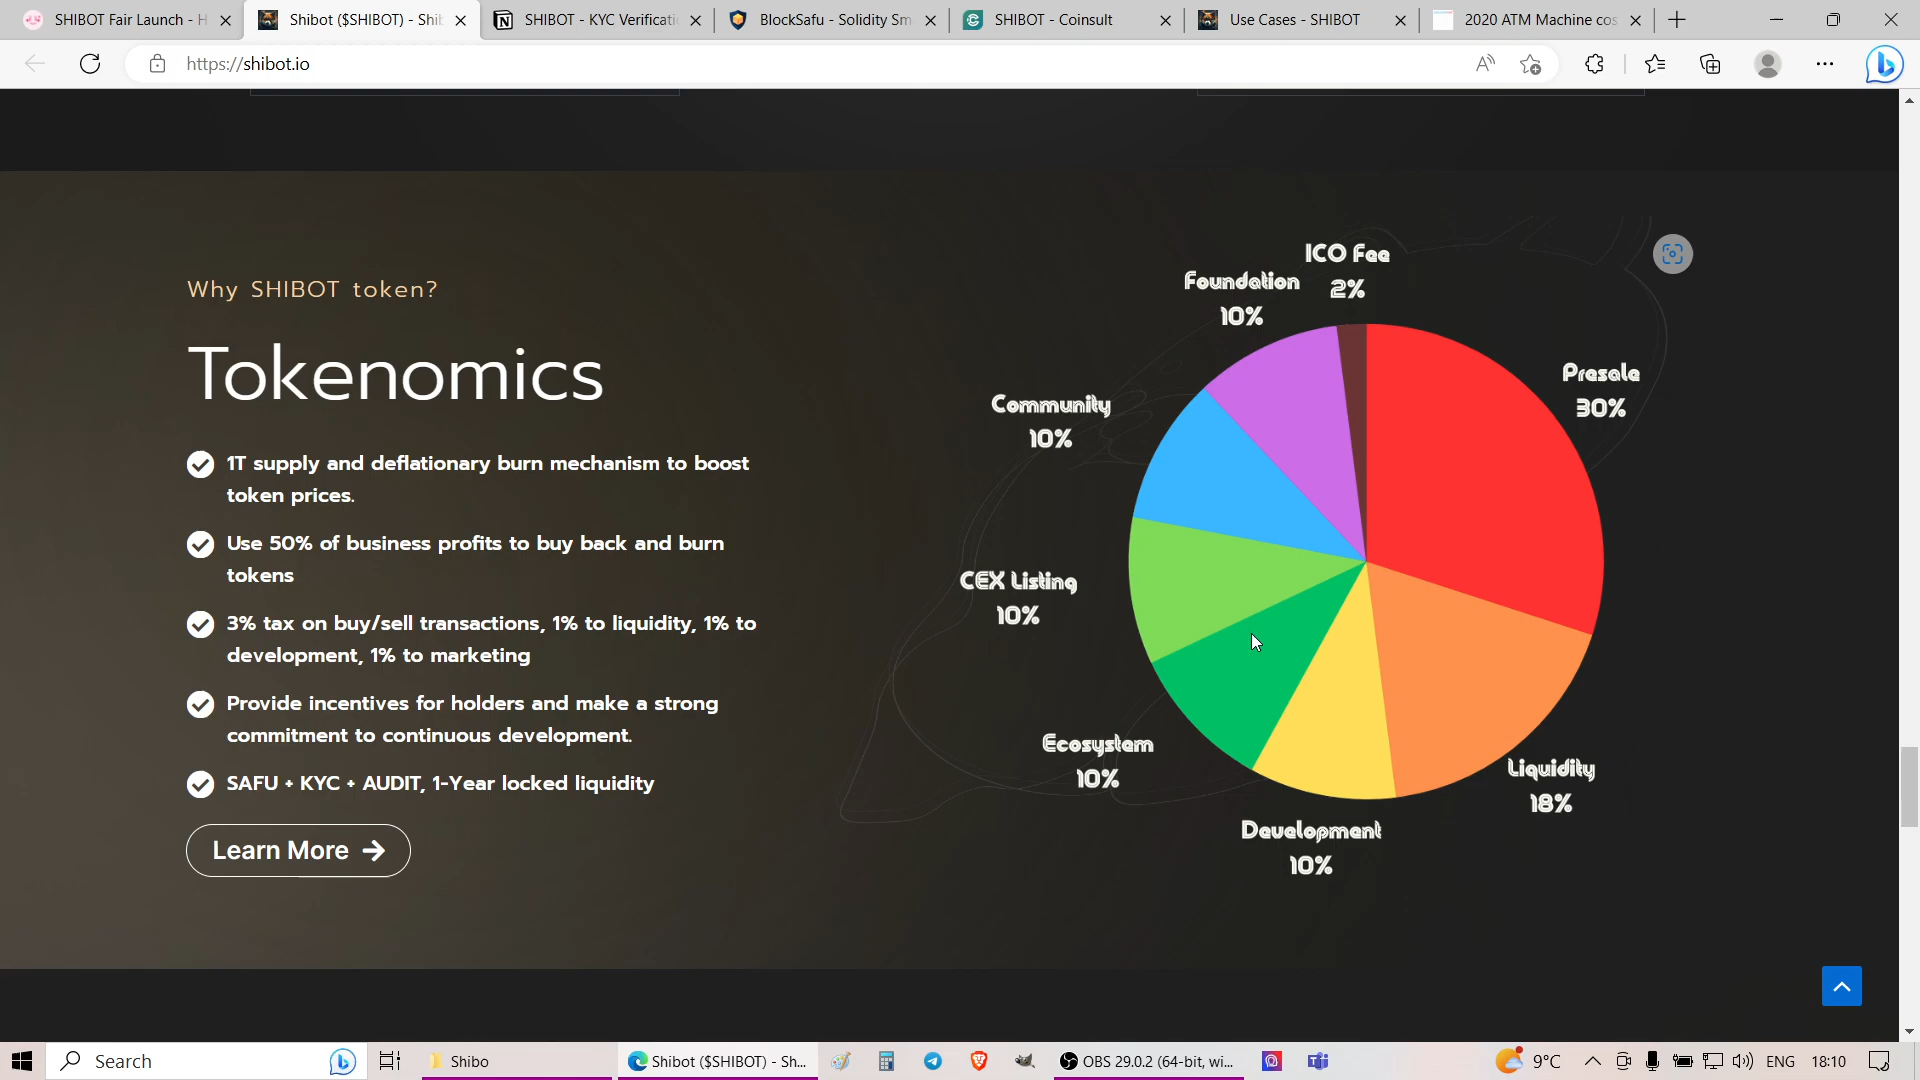 SHIBOT Fair Launch - H
Shibot ($SHIBOT) - Shib
SHIBOT - KYC Verificati
BlockSafu - Solidity Sm
SHIBOT - Coinsult
Use Cases - SHIBOT
2020 ATM Machine cos
https://shibot.io
Why SHIBOT token?
Tokenomics
1T supply and deflationary burn mechanism to boost
token prices.
Use 50% of business profits to buy back and burn
tokens
3% tax on buy/sell transactions, 1% to liquidity, 1% to
development, 1% to marketing
Provide incentives for holders and make a strong
commitment to continuous development.
SAFU + KYC + AUDIT, 1-Year locked liquidity
Learn More
ICO Fee
2%
Foundation
10%
Presale
30%
Community
10%
CEX Listing
10%
Ecosystem
10%
Liquidity
18%
Development
10%
Search
Shibo
Shibot ($SHIBOT) - Sh...
OBS 29.0.2 (64-bit, wi...
9°C
ENG
18:10